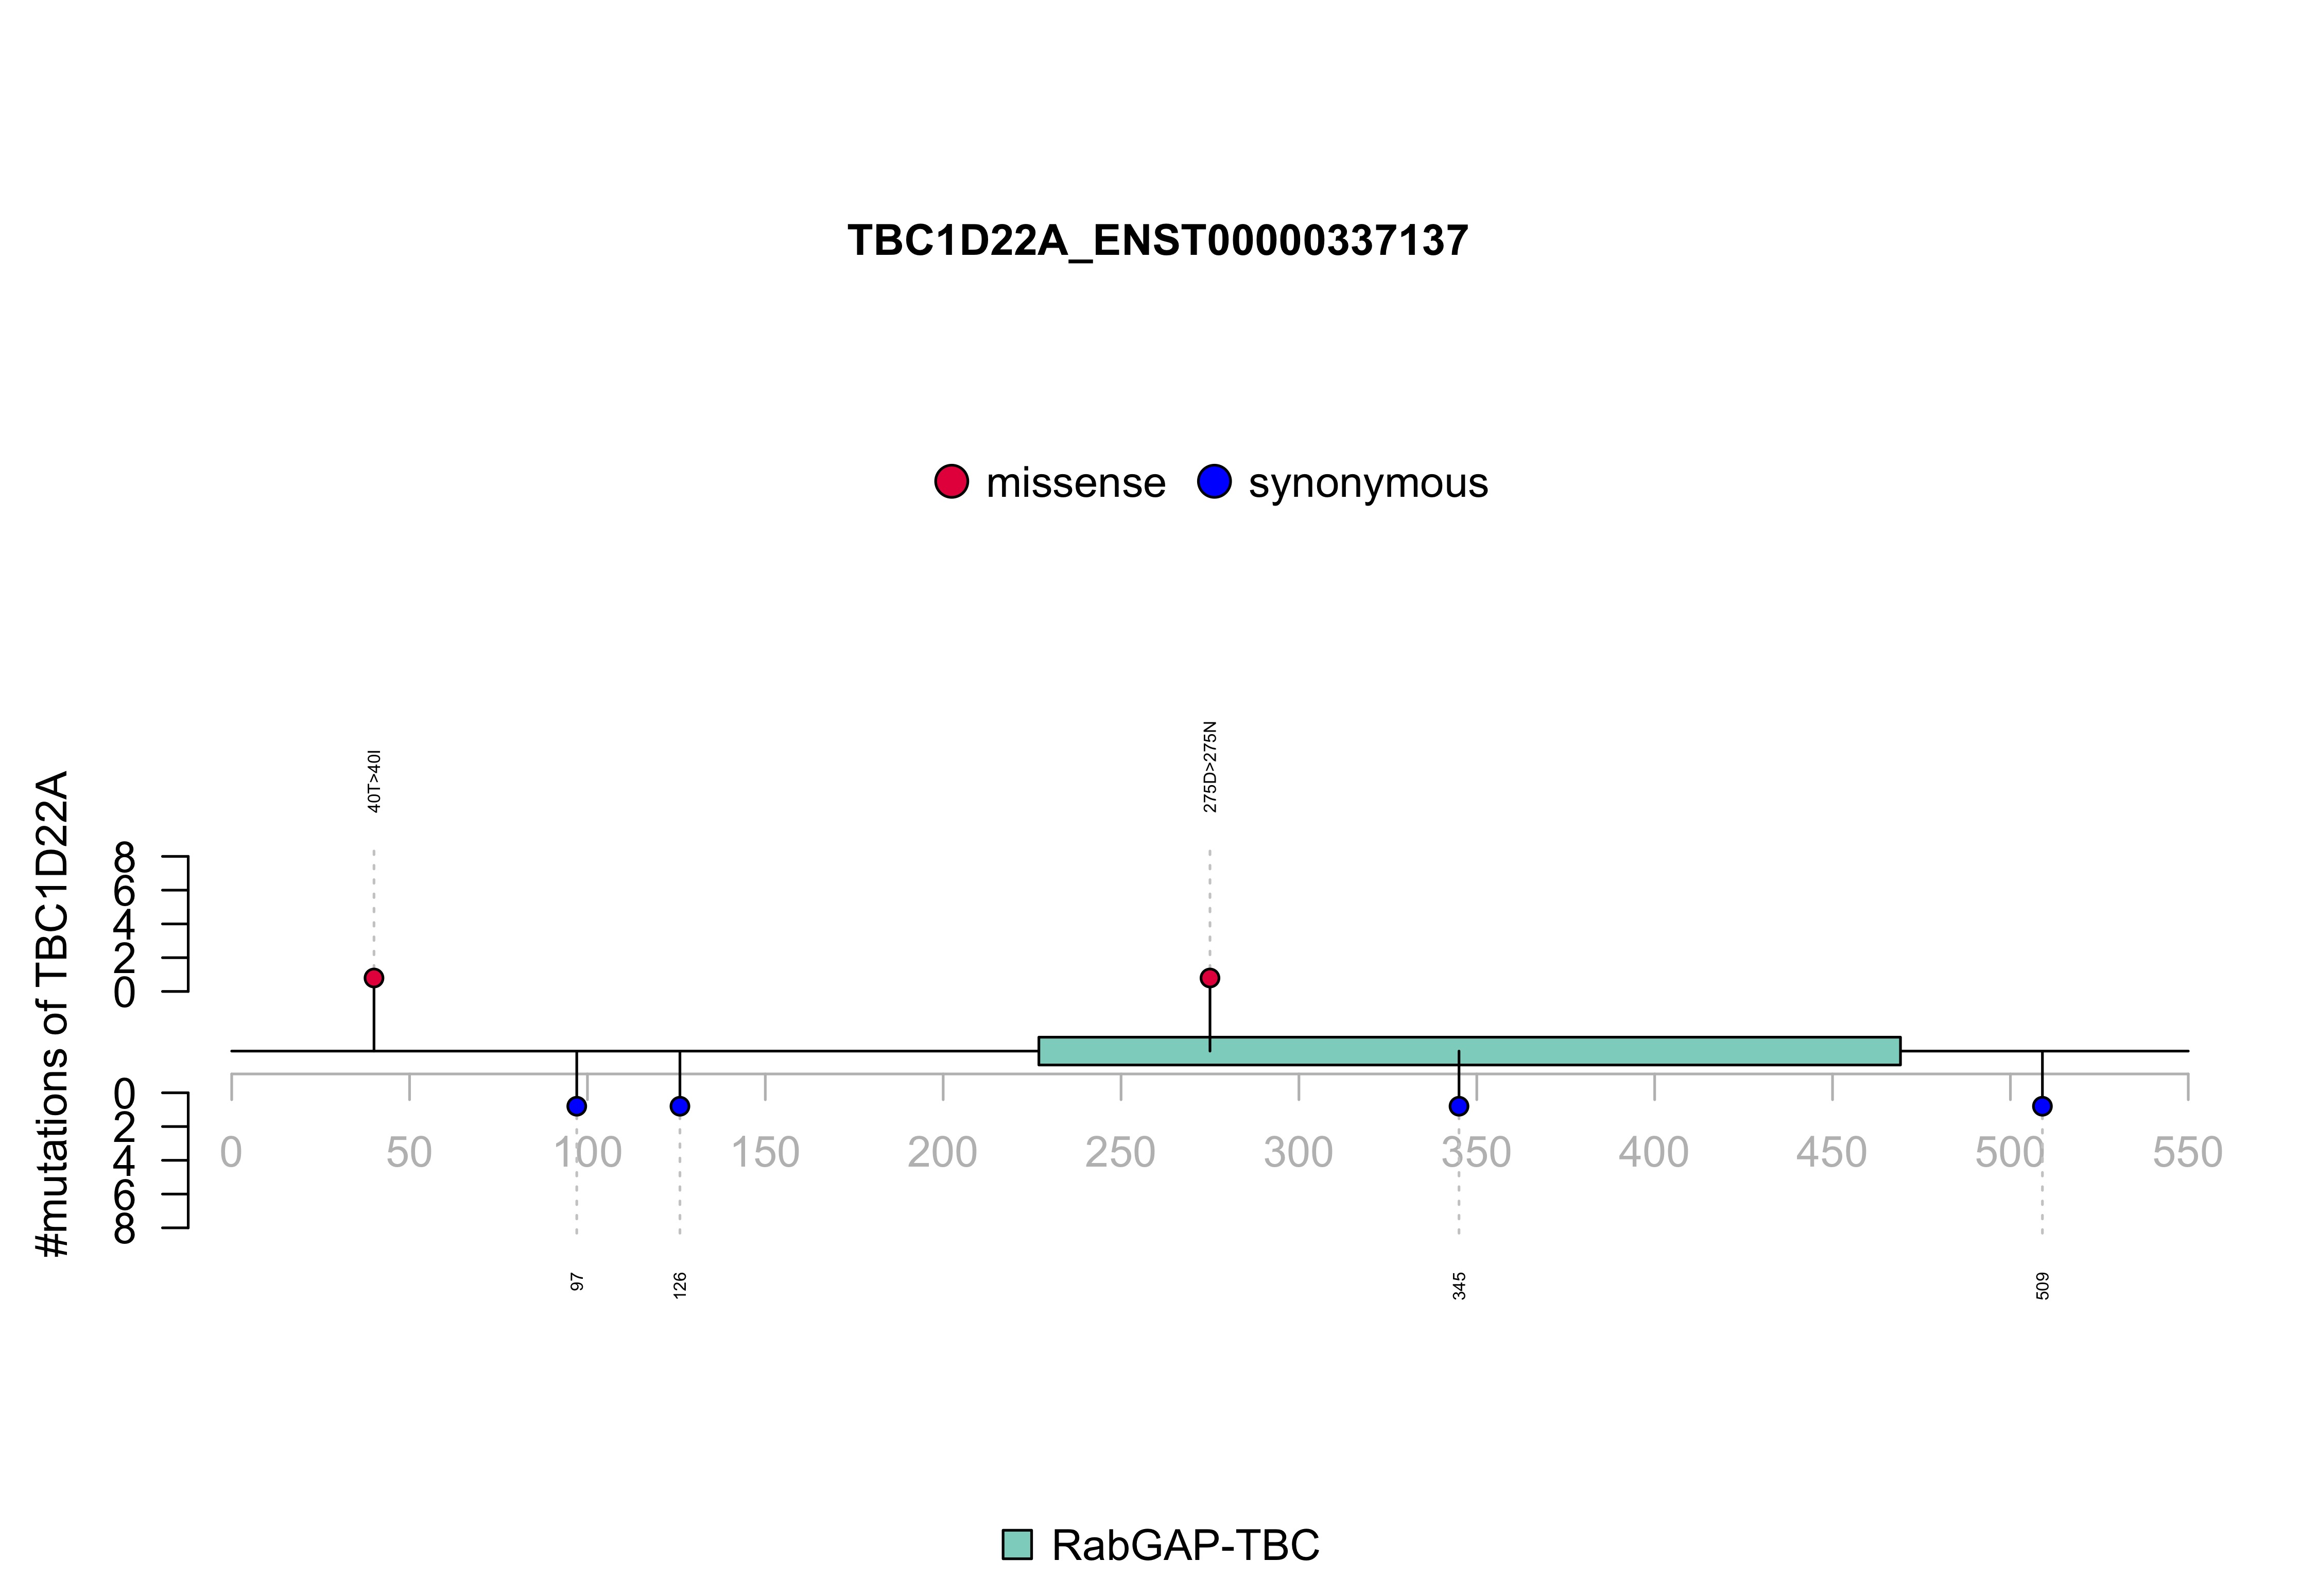 TBC1D22A_ENST00000337137
missense synonymous
40T>40I 275D>275N
#mutations of TBC1D22A
8
6
4
2
0
0
2
4
6
8
0 50 100 150 200 250 300 350 400 450 500 550
97 126 345 509
RabGAP-TBC